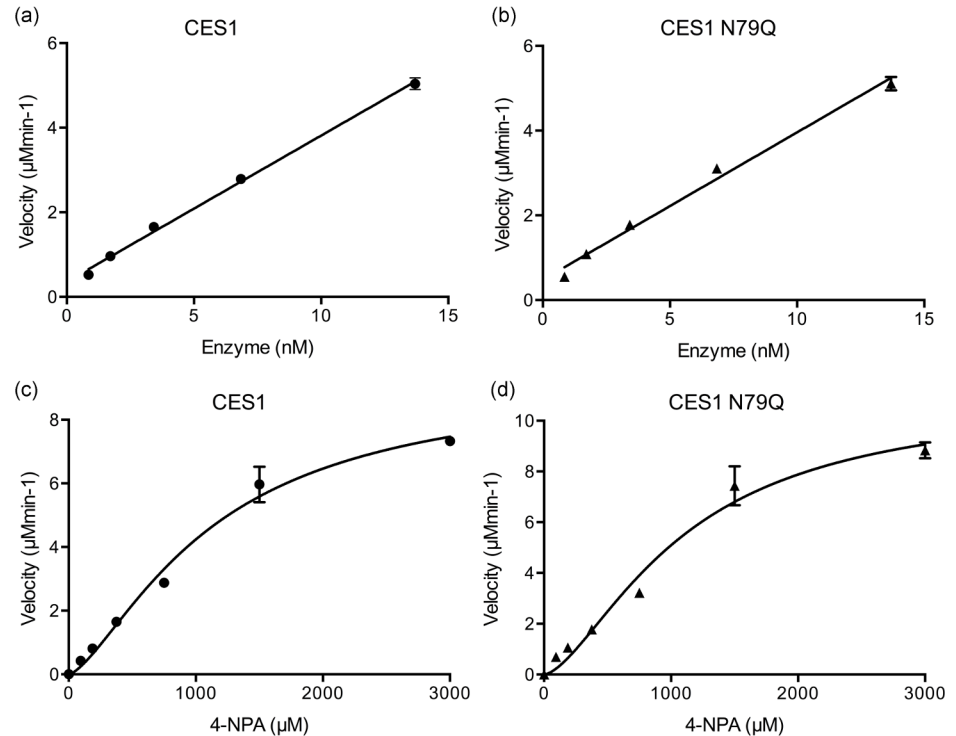 (a)
CES1
Velocity (µMmin-1)
6
4
2
0
0 5 10 15
Enzyme (nM)
(b)
CES1 N79Q
Velocity (µMmin-1)
6
4
2
0
0 5 10 15
Enzyme (nM)
(c)
CES1
Velocity (µMmin-1)
8
6
4
2
0
0 1000 2000 3000
4-NPA (µM)
(d)
CES1 N79Q
Velocity (µMmin-1)
10
8
6
4
2
0
0 1000 2000 3000
4-NPA (µM)